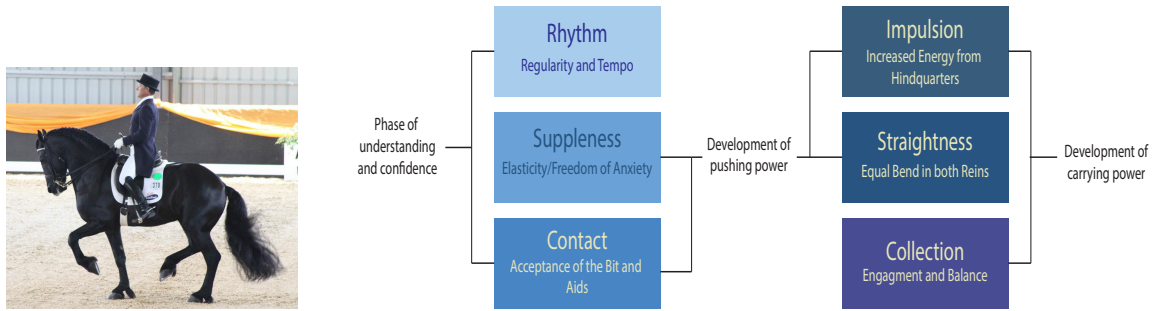 Phase of
understanding
and confidence
Rhythm
Regularity and Tempo
Suppleness
Elasticity/Freedom of Anxiety
Contact
Acceptance of the Bit and
Aids
Development of
pushing power
Impulsion
Increased Energy from
Hindquarters
Straightness
Equal Bend in both Reins
Collection
Engagment and Balance
Development of
carrying power